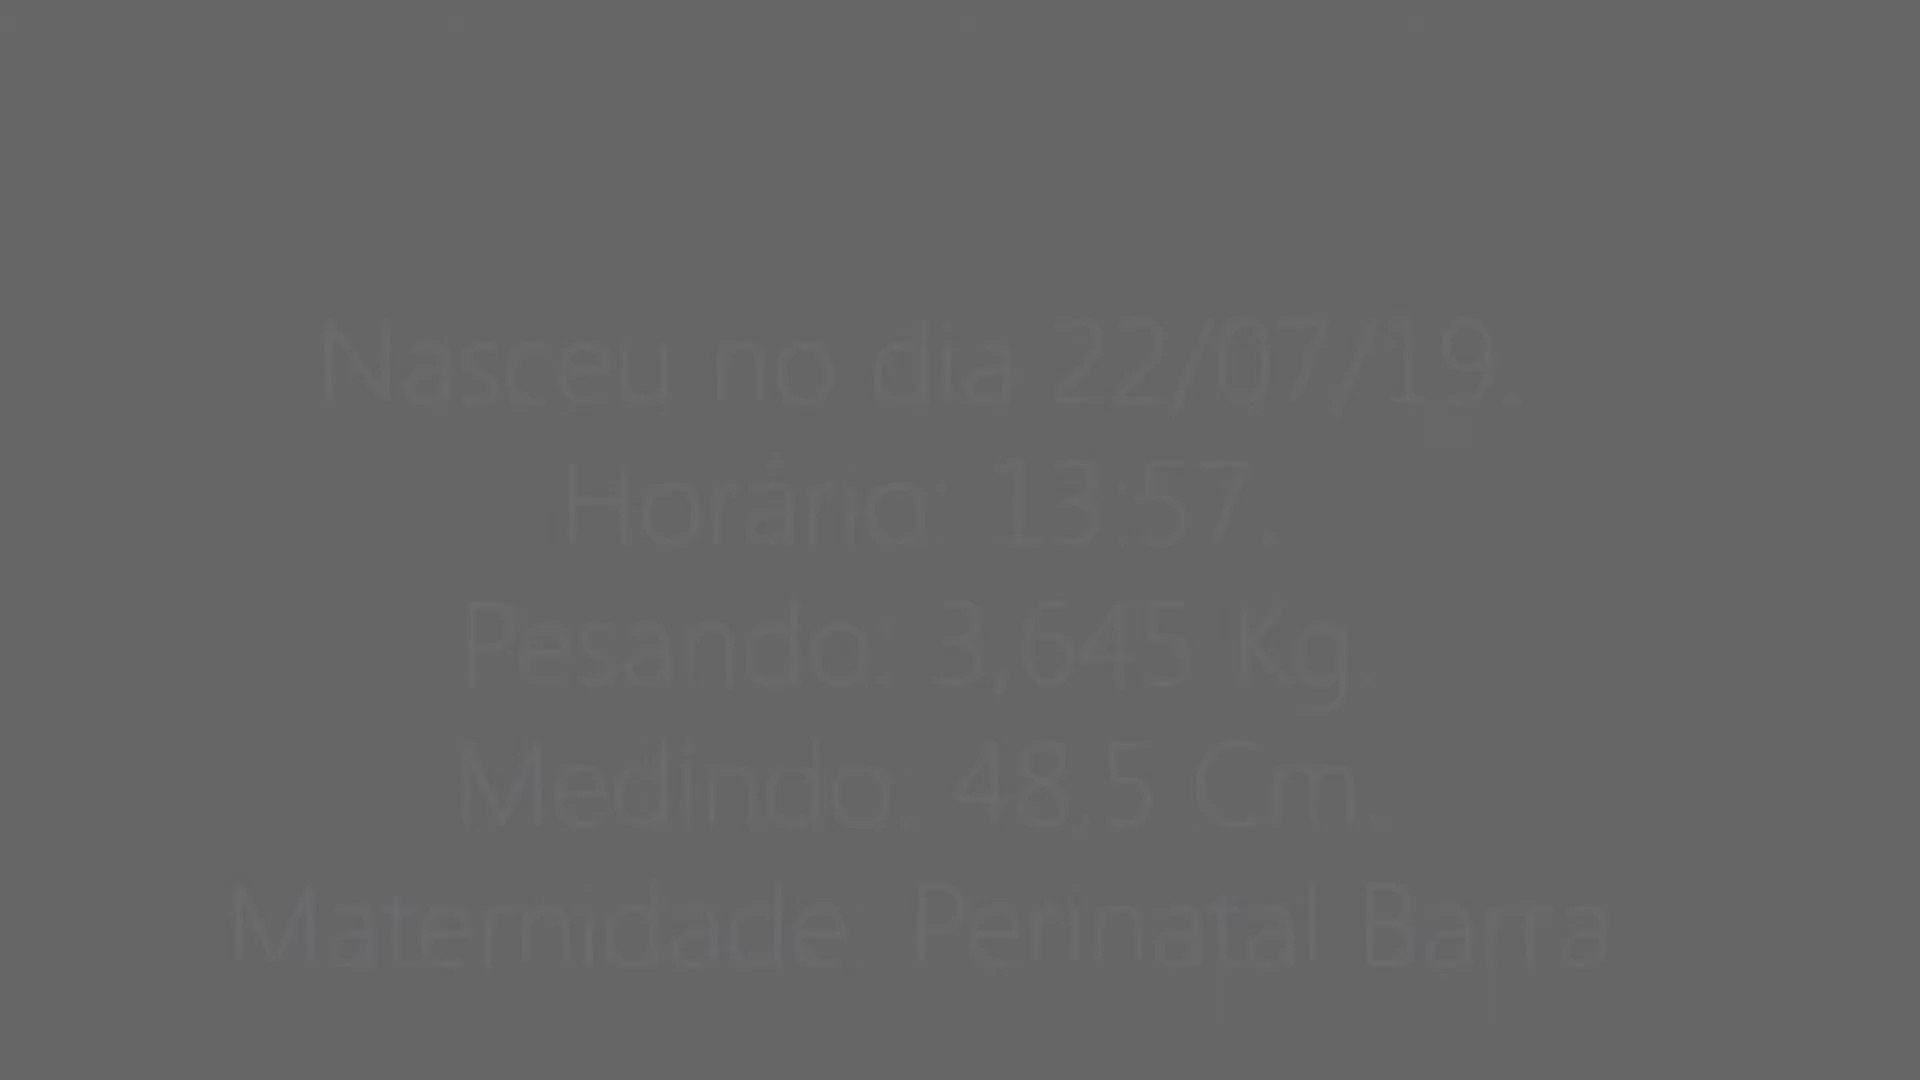 Nasceu no dia 22/07/19.
Horário: 13:57.
Pesando: 3,645 Kg.
Medindo: 48,5 Cm.
Maternidade: Perinatal Barra